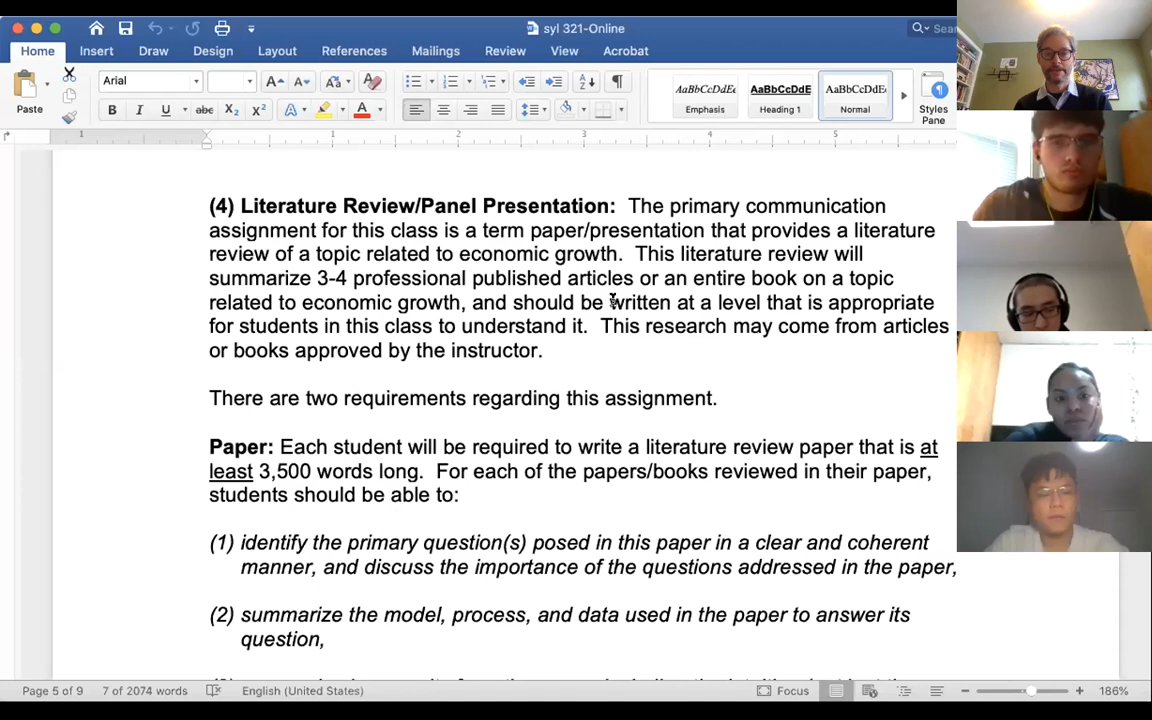 syl 321-Online
Sear
Home Insert Draw Design Layout References Mailings Review View Acrobat
Paste
Arial
AaBbCcDdEe AaBbCcDdE AaBbCcDdEe
Emphasis Heading 1 Normal
Styles
Pane
1 1 2 3 4 5
(4) Literature Review/Panel Presentation: The primary communication
assignment for this class is a term paper/presentation that provides a literature
review of a topic related to economic growth. This literature review will
summarize 3-4 professional published articles or an entire book on a topic
related to economic growth, and should be written at a level that is appropriate
for students in this class to understand it. This research may come from articles
or books approved by the instructor.
There are two requirements regarding this assignment.
Paper: Each student will be required to write a literature review paper that is at
least 3,500 words long. For each of the papers/books reviewed in their paper,
students should be able to:
(1) identify the primary question(s) posed in this paper in a clear and coherent
manner, and discuss the importance of the questions addressed in the paper,
(2) summarize the model, process, and data used in the paper to answer its
question,
Page 5 of 9 7 of 2074 words English (United States) Focus 186%